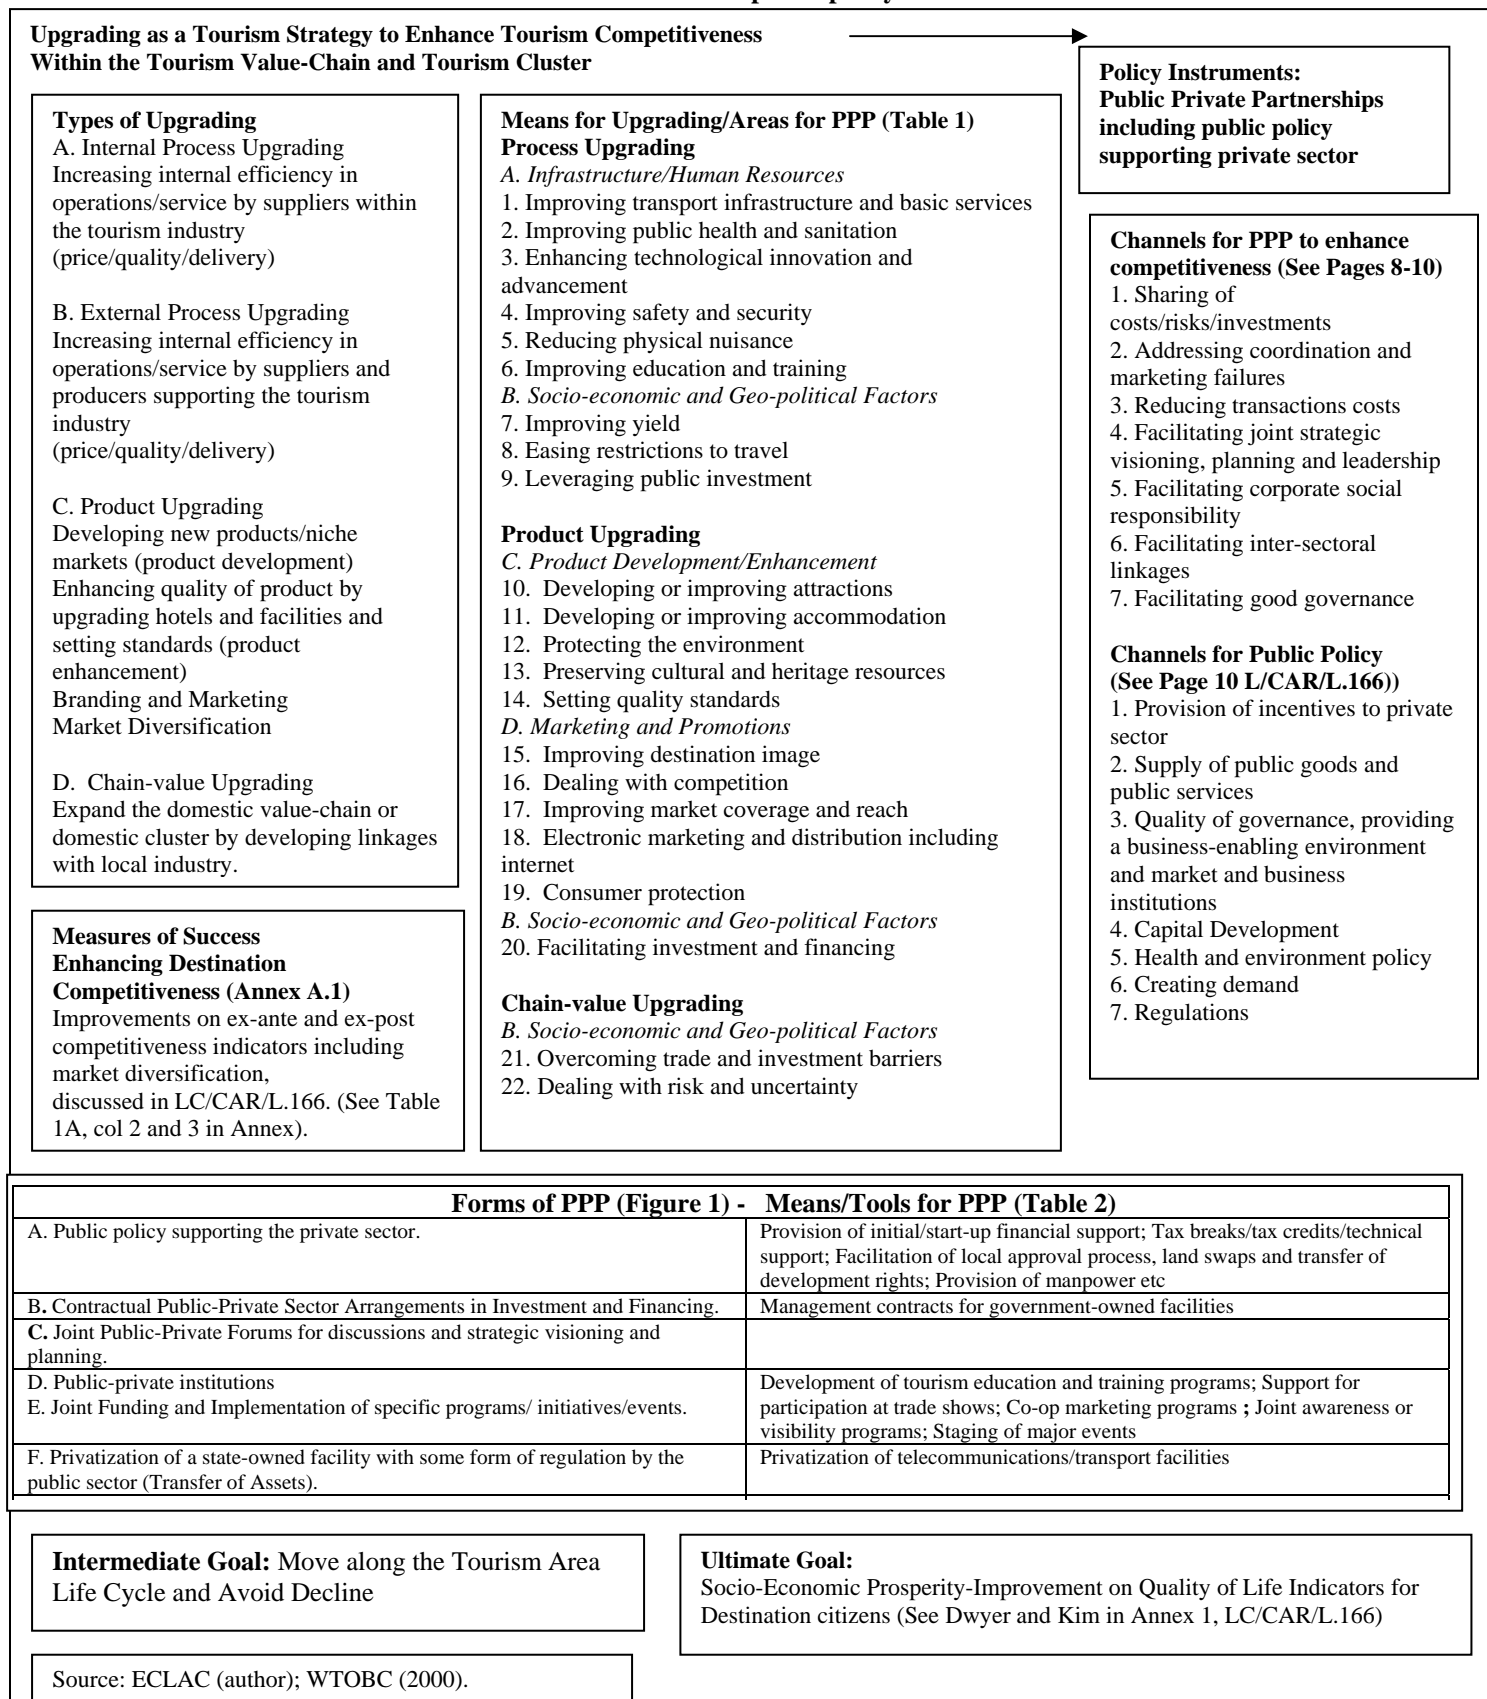 Upgrading as a Tourism Strategy to Enhance Tourism Competitiveness
Within the Tourism Value-Chain and Tourism Cluster
Policy Instruments:
Public Private Partnerships
including public policy
supporting private sector
Types of Upgrading
A. Internal Process Upgrading
Increasing internal efficiency in
operations/service by suppliers within
the tourism industry
(price/quality/delivery)
B. External Process Upgrading
Increasing internal efficiency in
operations/service by suppliers and
producers supporting the tourism
industry
(price/quality/delivery)
C. Product Upgrading
Developing new products/niche
markets (product development)
Enhancing quality of product by
upgrading hotels and facilities and
setting standards (product
enhancement)
Branding and Marketing
Market Diversification
D. Chain-value Upgrading
Expand the domestic value-chain or
domestic cluster by developing linkages
with local industry.
Measures of Success
Enhancing Destination
Competitiveness (Annex A.1)
Improvements on ex-ante and ex-post
competitiveness indicators including
market diversification,
discussed in LC/CAR/L.166. (See Table
1A, col 2 and 3 in Annex).
Means for Upgrading/Areas for PPP (Table 1)
Process Upgrading
A. Infrastructure/Human Resources
1. Improving transport infrastructure and basic services
2. Improving public health and sanitation
3. Enhancing technological innovation and
advancement
4. Improving safety and security
5. Reducing physical nuisance
6. Improving education and training
B. Socio-economic and Geo-political Factors
7. Improving yield
8. Easing restrictions to travel
9. Leveraging public investment
Product Upgrading
C. Product Development/Enhancement
10. Developing or improving attractions
11. Developing or improving accommodation
12. Protecting the environment
13. Preserving cultural and heritage resources
14. Setting quality standards
D. Marketing and Promotions
15. Improving destination image
16. Dealing with competition
17. Improving market coverage and reach
18. Electronic marketing and distribution including
internet
19. Consumer protection
B. Socio-economic and Geo-political Factors
20. Facilitating investment and financing
Chain-value Upgrading
B. Socio-economic and Geo-political Factors
21. Overcoming trade and investment barriers
22. Dealing with risk and uncertainty
Channels for PPP to enhance
competitiveness (See Pages 8-10)
1. Sharing of
costs/risks/investments
2. Addressing coordination and
marketing failures
3. Reducing transactions costs
4. Facilitating joint strategic
visioning, planning and leadership
5. Facilitating corporate social
responsibility
6. Facilitating inter-sectoral
linkages
7. Facilitating good governance
Channels for Public Policy
(See Page 10 L/CAR/L.166))
1. Provision of incentives to private
sector
2. Supply of public goods and
public services
3. Quality of governance, providing
a business-enabling environment
and market and business
institutions
4. Capital Development
5. Health and environment policy
6. Creating demand
7. Regulations
Forms of PPP (Figure 1) - Means/Tools for PPP (Table 2)
A. Public policy supporting the private sector.
Provision of initial/start-up financial support; Tax breaks/tax credits/technical
support; Facilitation of local approval process, land swaps and transfer of
development rights; Provision of manpower etc
B. Contractual Public-Private Sector Arrangements in Investment and Financing.
Management contracts for government-owned facilities
C. Joint Public-Private Forums for discussions and strategic visioning and
planning.
D. Public-private institutions
E. Joint Funding and Implementation of specific programs/ initiatives/events.
Development of tourism education and training programs; Support for
participation at trade shows; Co-op marketing programs ; Joint awareness or
visibility programs; Staging of major events
F. Privatization of a state-owned facility with some form of regulation by the
public sector (Transfer of Assets).
Privatization of telecommunications/transport facilities
Intermediate Goal: Move along the Tourism Area
Life Cycle and Avoid Decline
Ultimate Goal:
Socio-Economic Prosperity-Improvement on Quality of Life Indicators for
Destination citizens (See Dwyer and Kim in Annex 1, LC/CAR/L.166)
Source: ECLAC (author); WTOBC (2000).